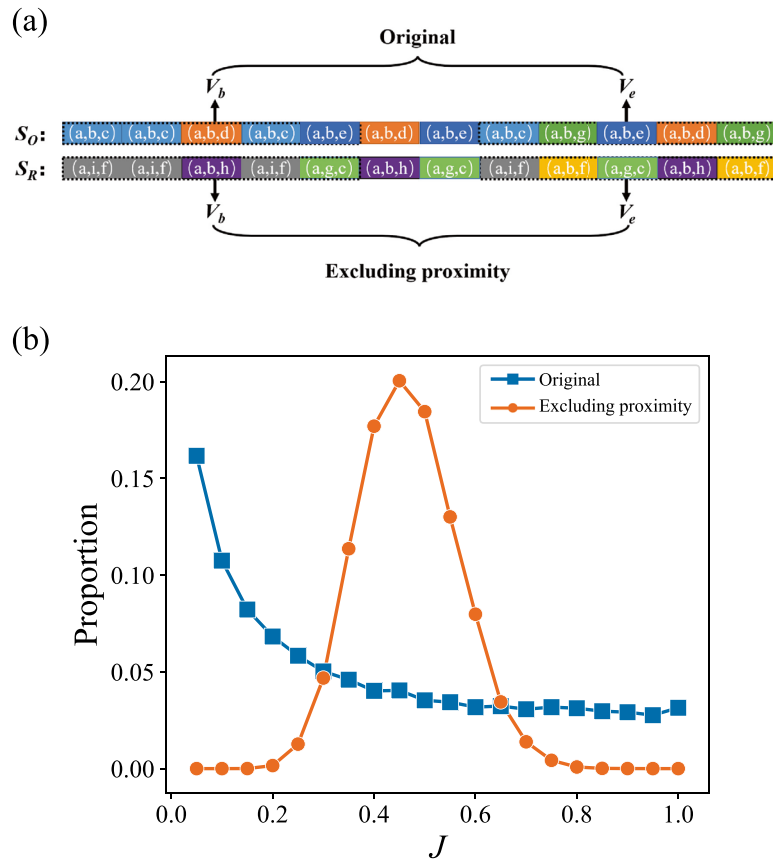 (a)
Original
V_b V_e
S_O: (a,b,c) (a,b,c) (a,b,d) (a,b,c) (a,b,e) (a,b,d) (a,b,e) (a,b,c) (a,b,g) (a,b,e) (a,b,d) (a,b,g)
S_R: (a,i,f) (a,i,f) (a,b,h) (a,i,f) (a,g,c) (a,b,h) (a,g,c) (a,i,f) (a,b,f) (a,g,c) (a,b,h) (a,b,f)
V_b V_e
Excluding proximity
(b)
Original
Excluding proximity
Proportion
0.20
0.15
0.10
0.05
0.00
0.0 0.2 0.4 0.6 0.8 1.0
J